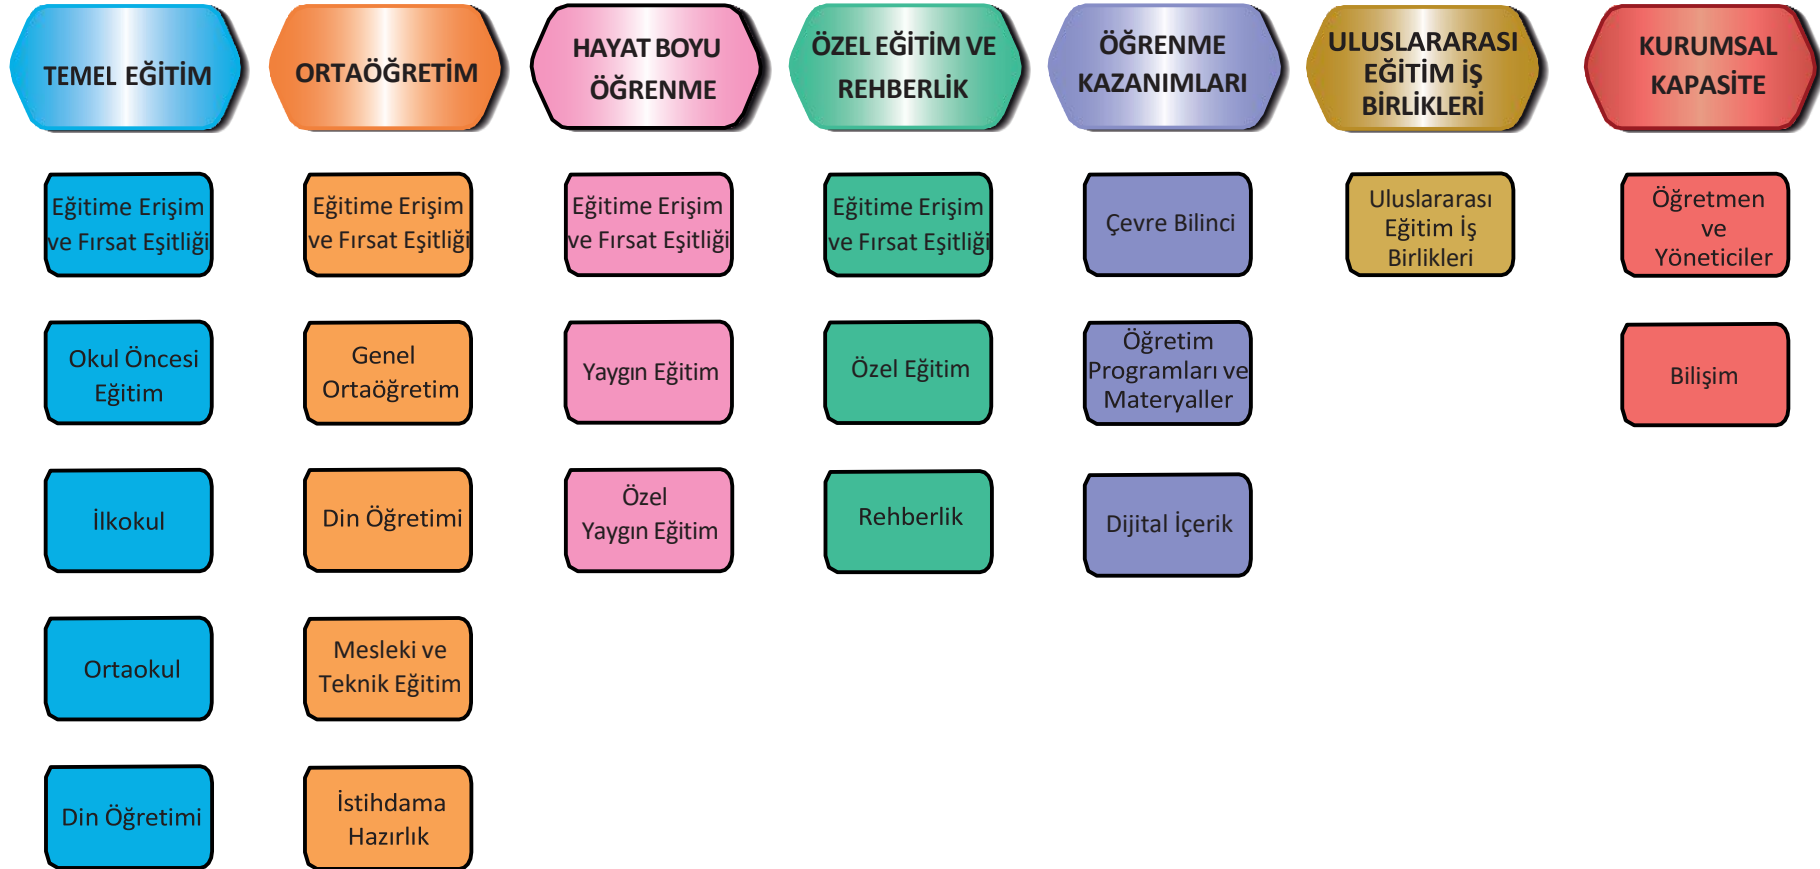 TEMEL EĞİTİM
ORTAÖĞRETİM
HAYAT BOYU
ÖĞRENME
ÖZEL EĞİTİM VE
REHBERLİK
ÖĞRENME
KAZANIMLARI
ULUSLARARASI
EĞİTİM İŞ
BİRLİKLERİ
KURUMSAL
KAPASİTE
Eğitime Erişim
ve Fırsat Eşitliği
Eğitime Erişim
ve Fırsat Eşitliği
Eğitime Erişim
ve Fırsat Eşitliği
Eğitime Erişim
ve Fırsat Eşitliği
Çevre Bilinci
Uluslararası
Eğitim İş
Birlikleri
Öğretmen
ve
Yöneticiler
Okul Öncesi
Eğitim
Genel
Ortaöğretim
Yaygın Eğitim
Özel Eğitim
Öğretim
Programları ve
Materyaller
Bilişim
İlkokul
Din Öğretimi
Özel
Yaygın Eğitim
Rehberlik
Dijital İçerik
Ortaokul
Mesleki ve
Teknik Eğitim
Din Öğretimi
İstihdama
Hazırlık